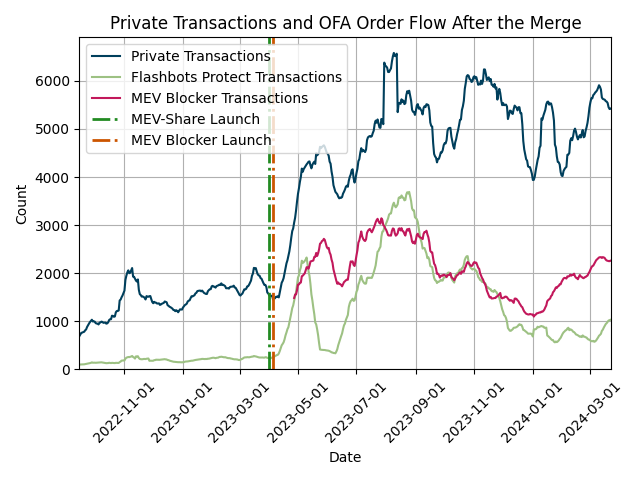 Private Transactions and OFA Order Flow After the Merge
Private Transactions
Flashbots Protect Transactions
MEV Blocker Transactions
MEV-Share Launch
MEV Blocker Launch
Count
6000
5000
4000
3000
2000
1000
0
2022-11-01
2023-01-01
2023-03-01
2023-05-01
2023-07-01
2023-09-01
2023-11-01
2024-01-01
2024-03-01
Date